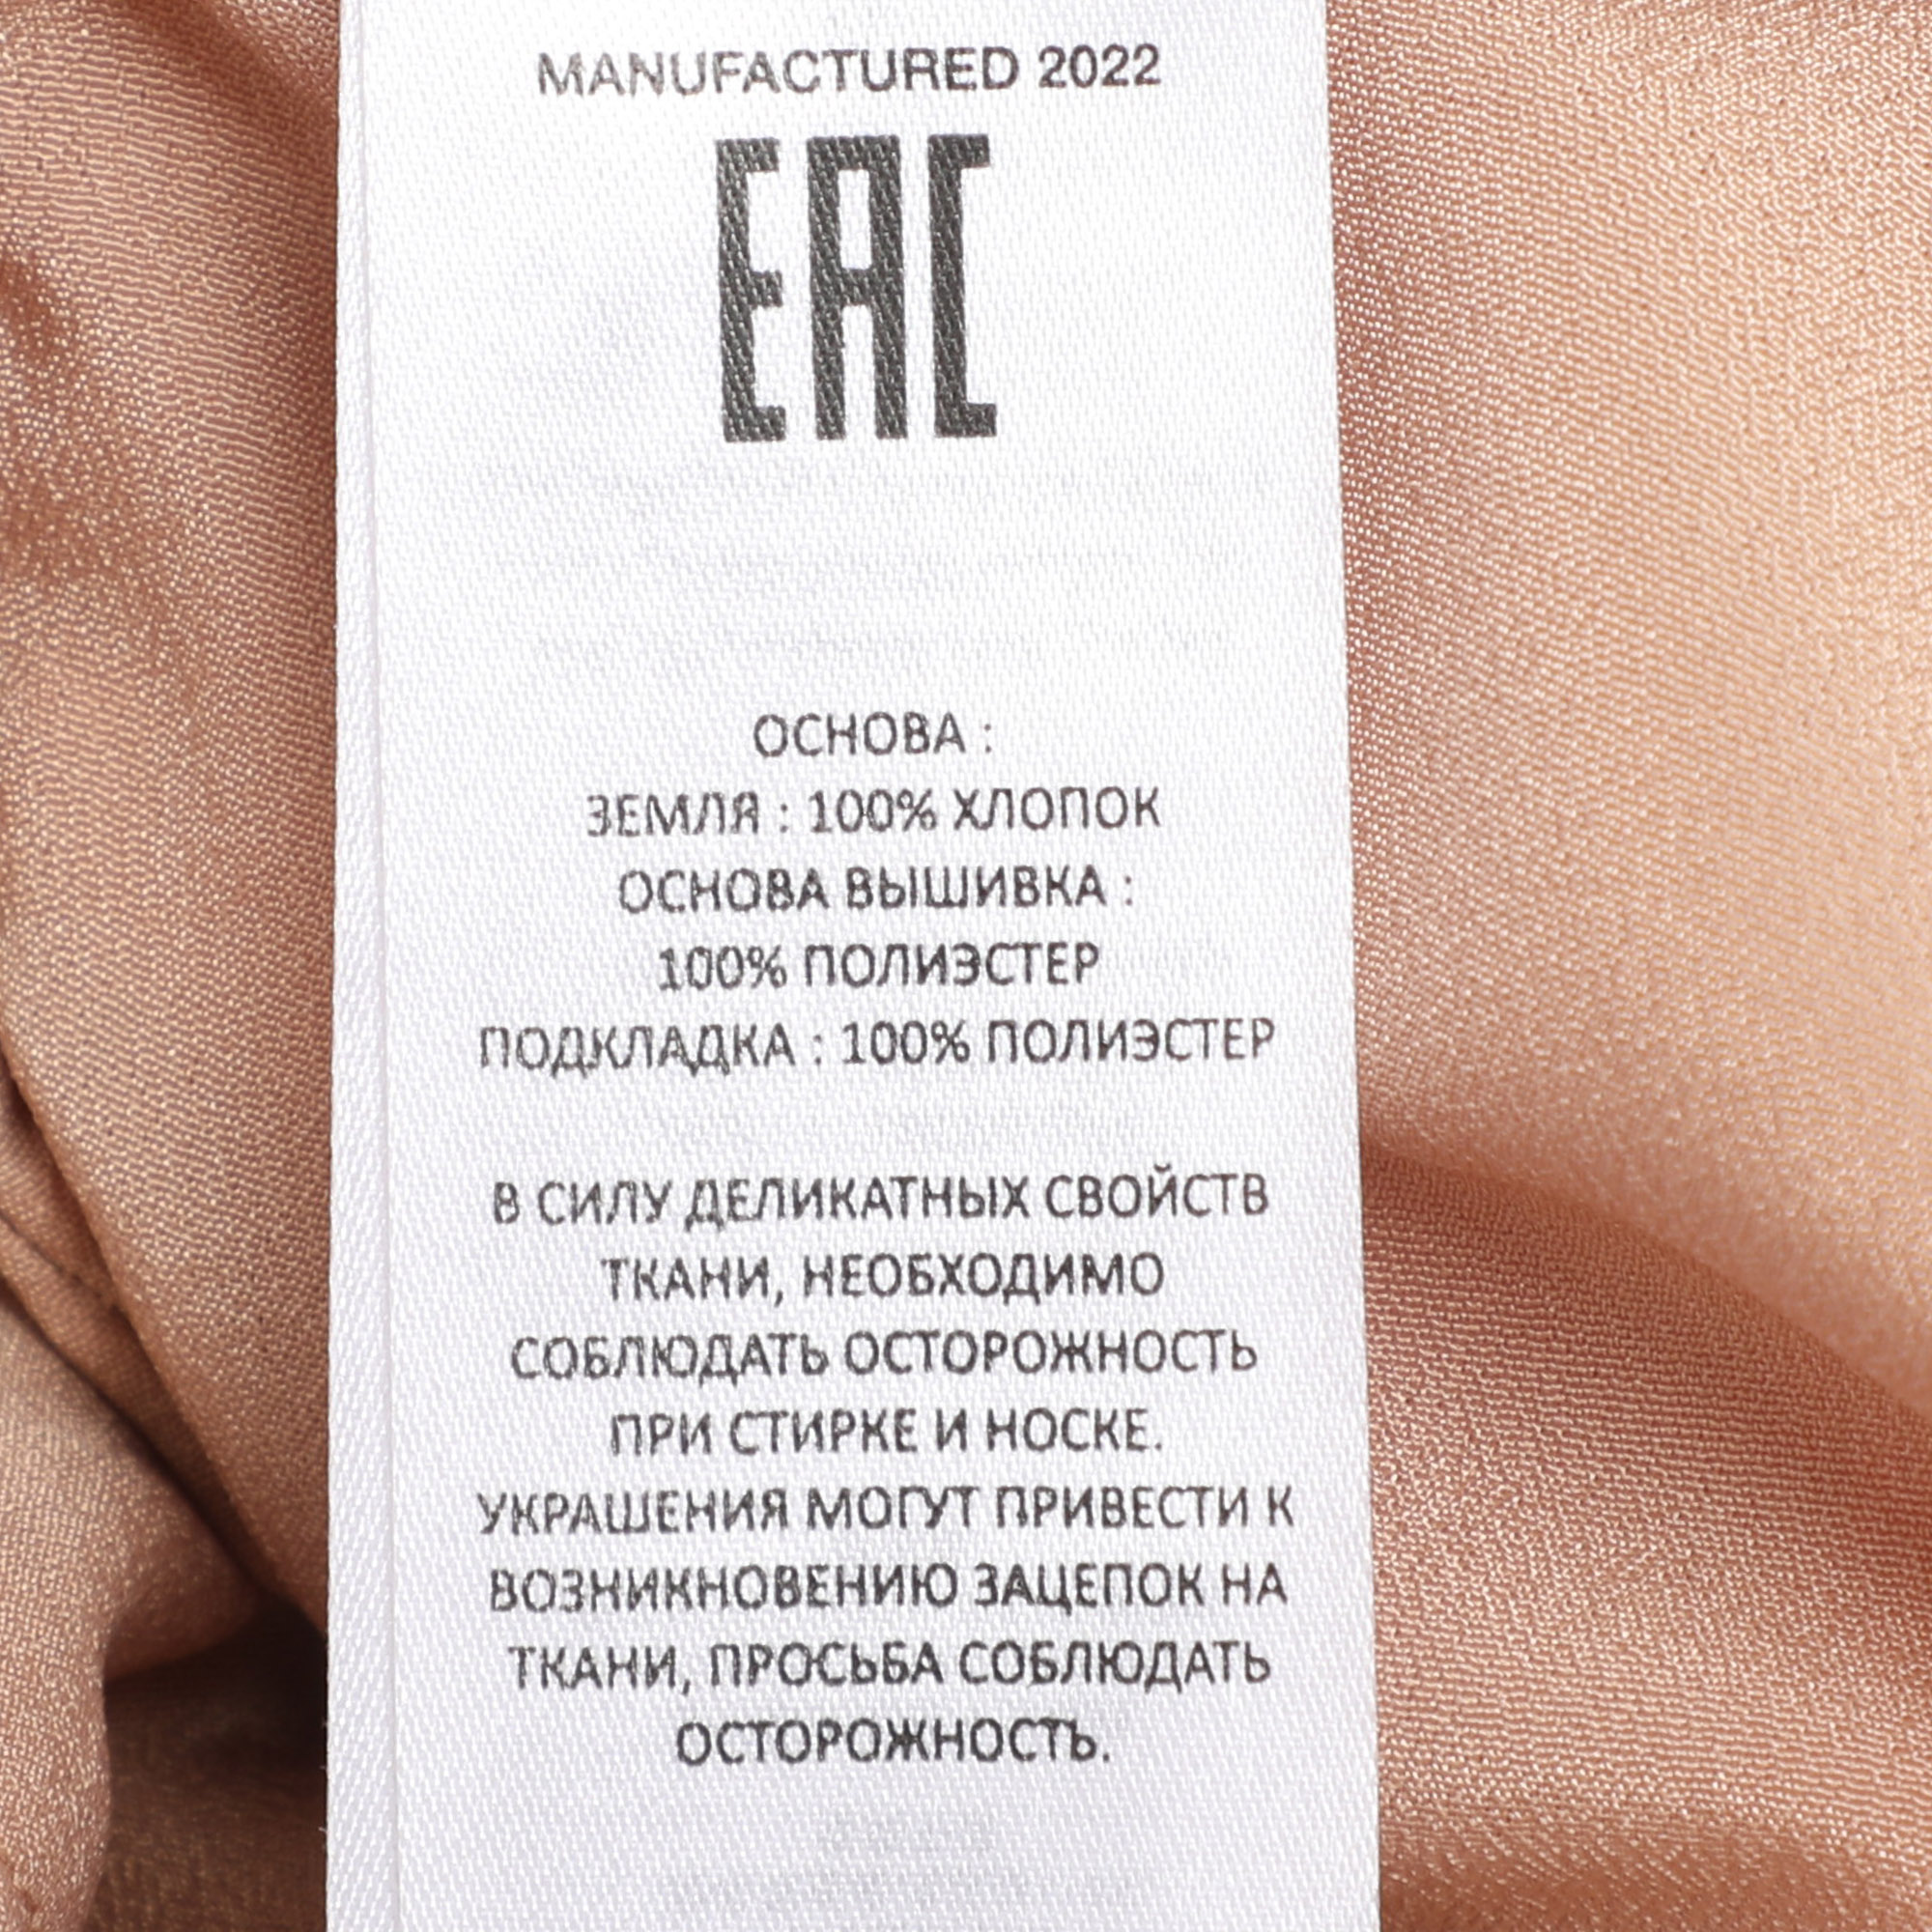 MANUFACTURED 2022
EAC
ОСНОВА :
ЗЕМЛЯ : 100% ХЛОПОК
ОСНОВА ВЫШИВКА :
100% ПОЛИЭСТЕР
ПОДКЛАДКА : 100% ПОЛИЭСТЕР
В СИЛУ ДЕЛИКАТНЫХ СВОЙСТВ
ТКАНИ, НЕОБХОДИМО
СОБЛЮДАТЬ ОСТОРОЖНОСТЬ
ПРИ СТИРКЕ И НОСКЕ.
УКРАШЕНИЯ МОГУТ ПРИВЕСТИ К
ВОЗНИКНОВЕНИЮ ЗАЦЕПОК НА
ТКАНИ, ПРОСЬБА СОБЛЮДАТЬ
ОСТОРОЖНОСТЬ.